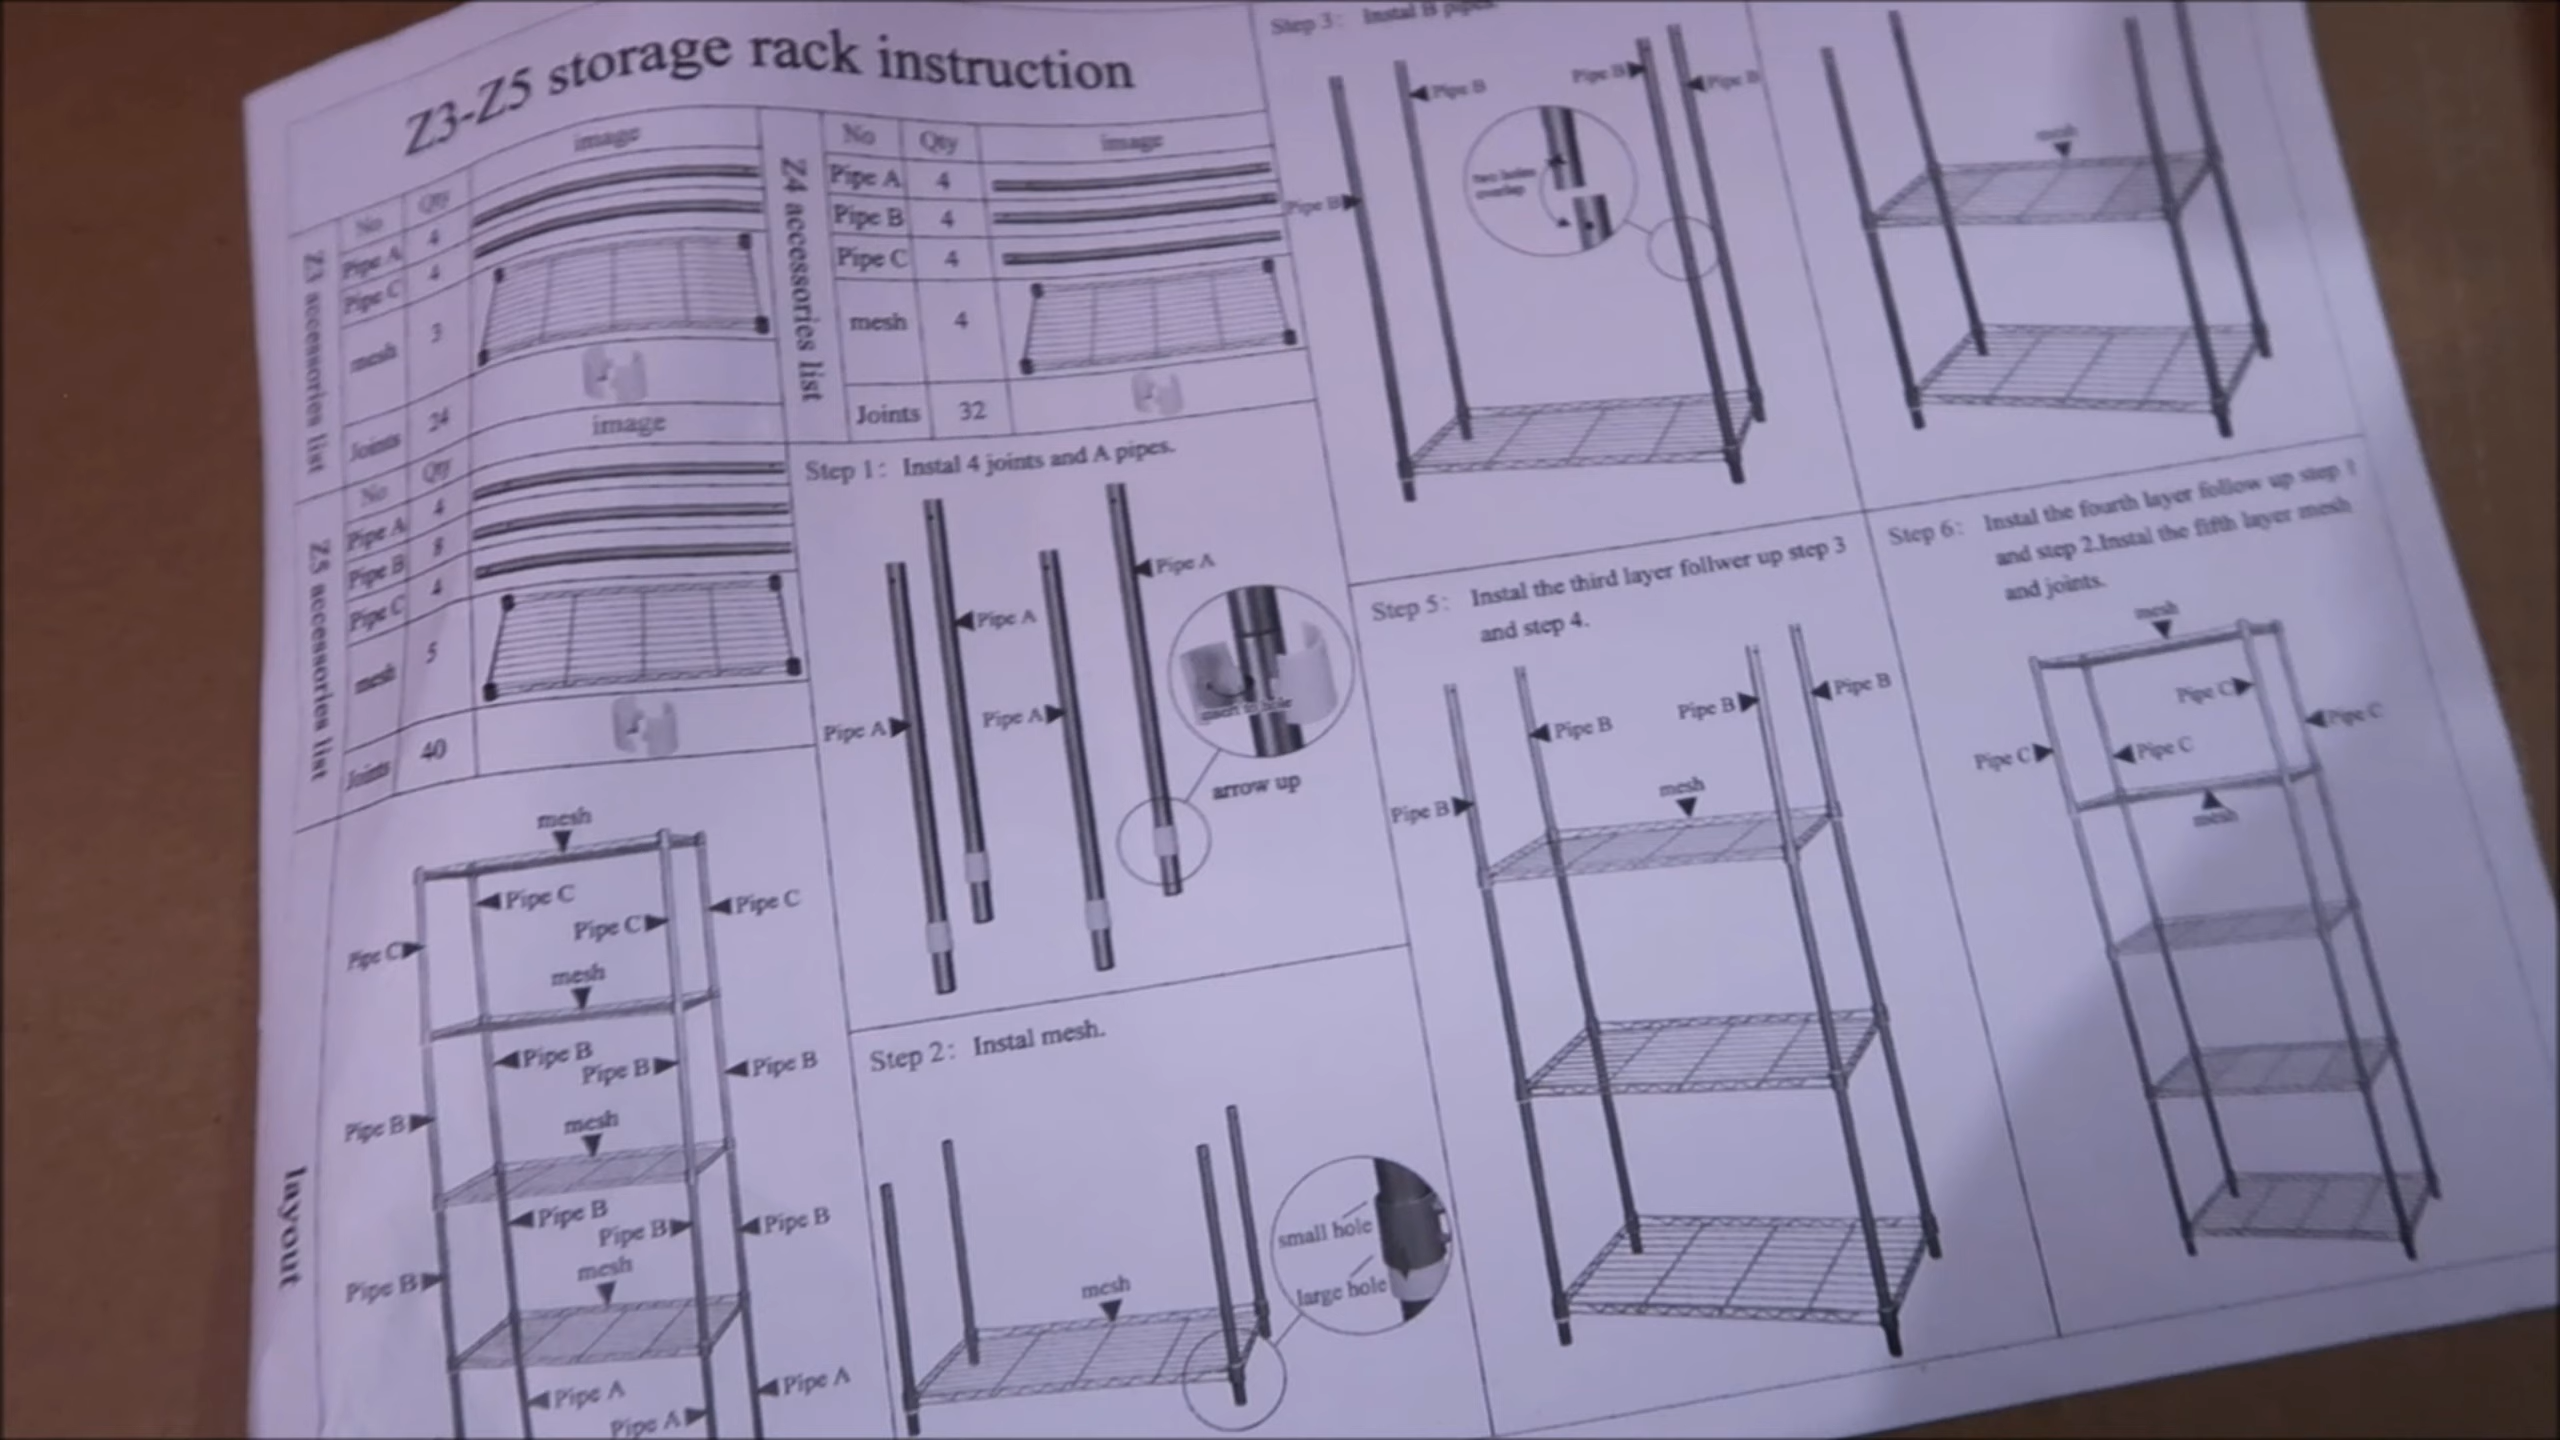 Z3-Z5 storage rack instruction
Z3 accessories list
No Qty image
Pipe A 4
Pipe C 4
mesh 3
Joints 24
Z5 accessories list
No Qty image
Pipe A 4
Pipe B 8
Pipe C 4
mesh 5
Joints 40
Z4 accessories list
No Qty image
Pipe A 4
Pipe B 4
Pipe C 4
mesh 4
Joints 32
layout
mesh
Pipe C
Pipe C
Pipe C
Pipe C
mesh
Pipe B
Pipe B
Pipe B
Pipe B
mesh
Pipe B
Pipe B
Pipe B
Pipe B
mesh
Pipe A
Pipe A
Pipe A
Step 1: Instal 4 joints and A pipes.
Pipe A
Pipe A
Pipe A
Pipe A
arrow up
Step 2: Instal mesh.
mesh
small hole
large hole
Step 3: Instal B pipes.
Pipe B
Pipe B
Pipe B
Pipe B
two holes
overlap
mesh
Step 5: Instal the third layer follwer up step 3
and step 4.
Pipe B
Pipe B
Pipe B
Pipe B
mesh
Step 6: Instal the fourth layer follow up step 1
and step 2.Instal the fifth layer mesh
and joints.
mesh
Pipe C
Pipe C
Pipe C
Pipe C
mesh